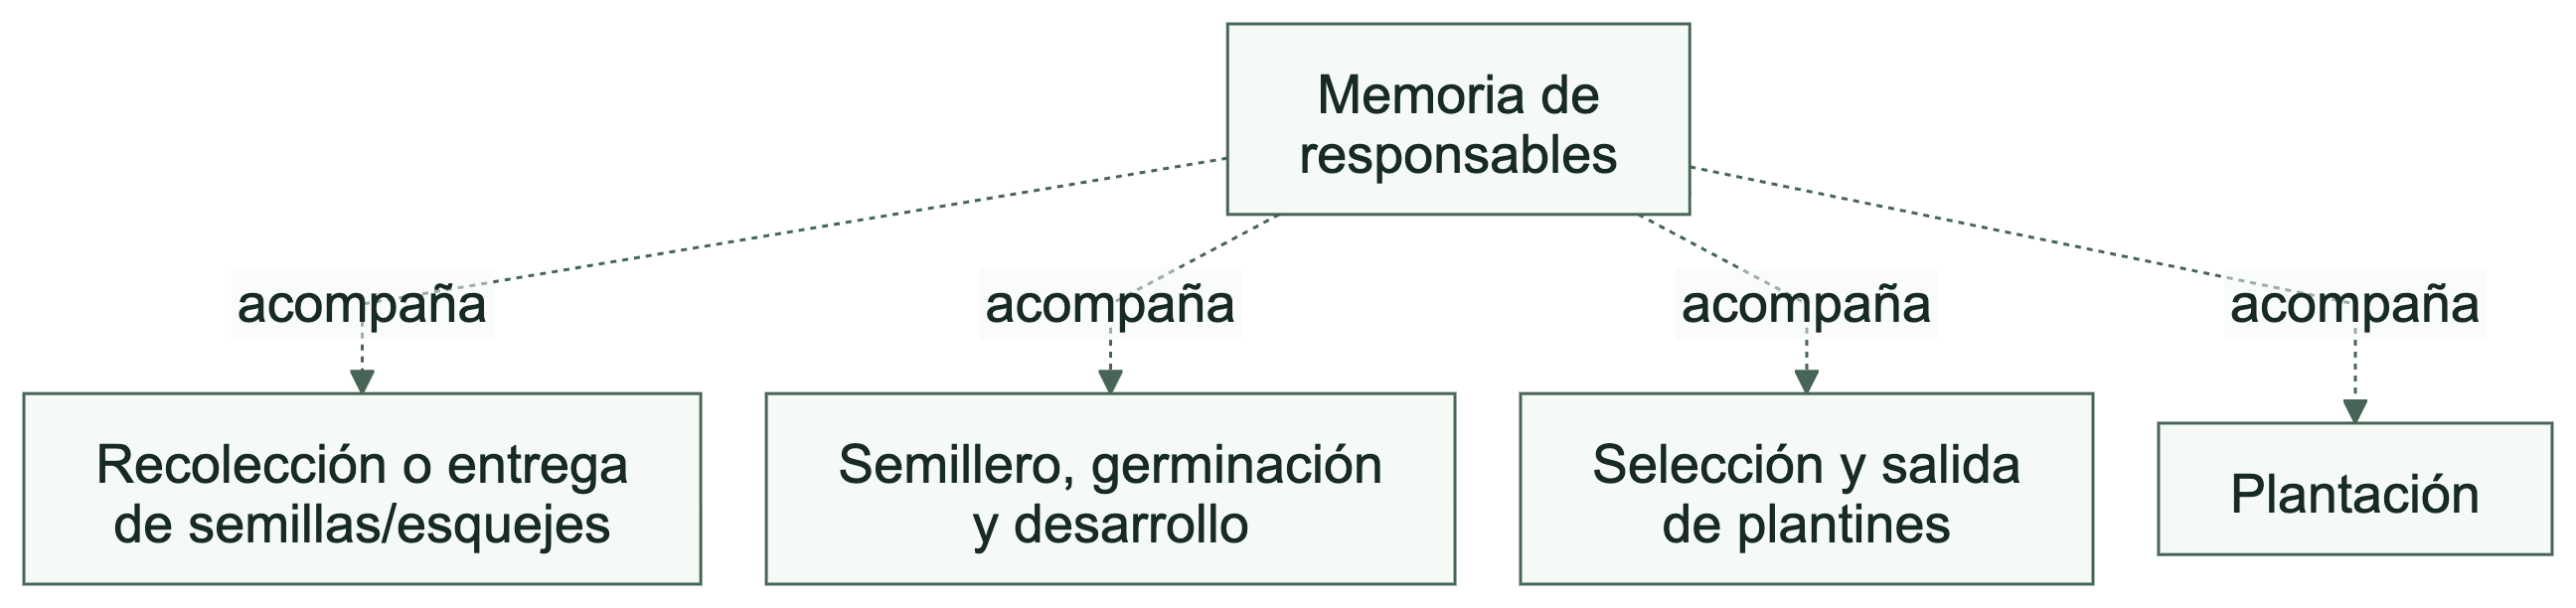 Memoria de
responsables
acompaña
acompaña
acompaña
acompaña
Recolección o entrega
de semillas/esquejes
Semillero, germinación
y desarrollo
Selección y salida
de plantines
Plantación